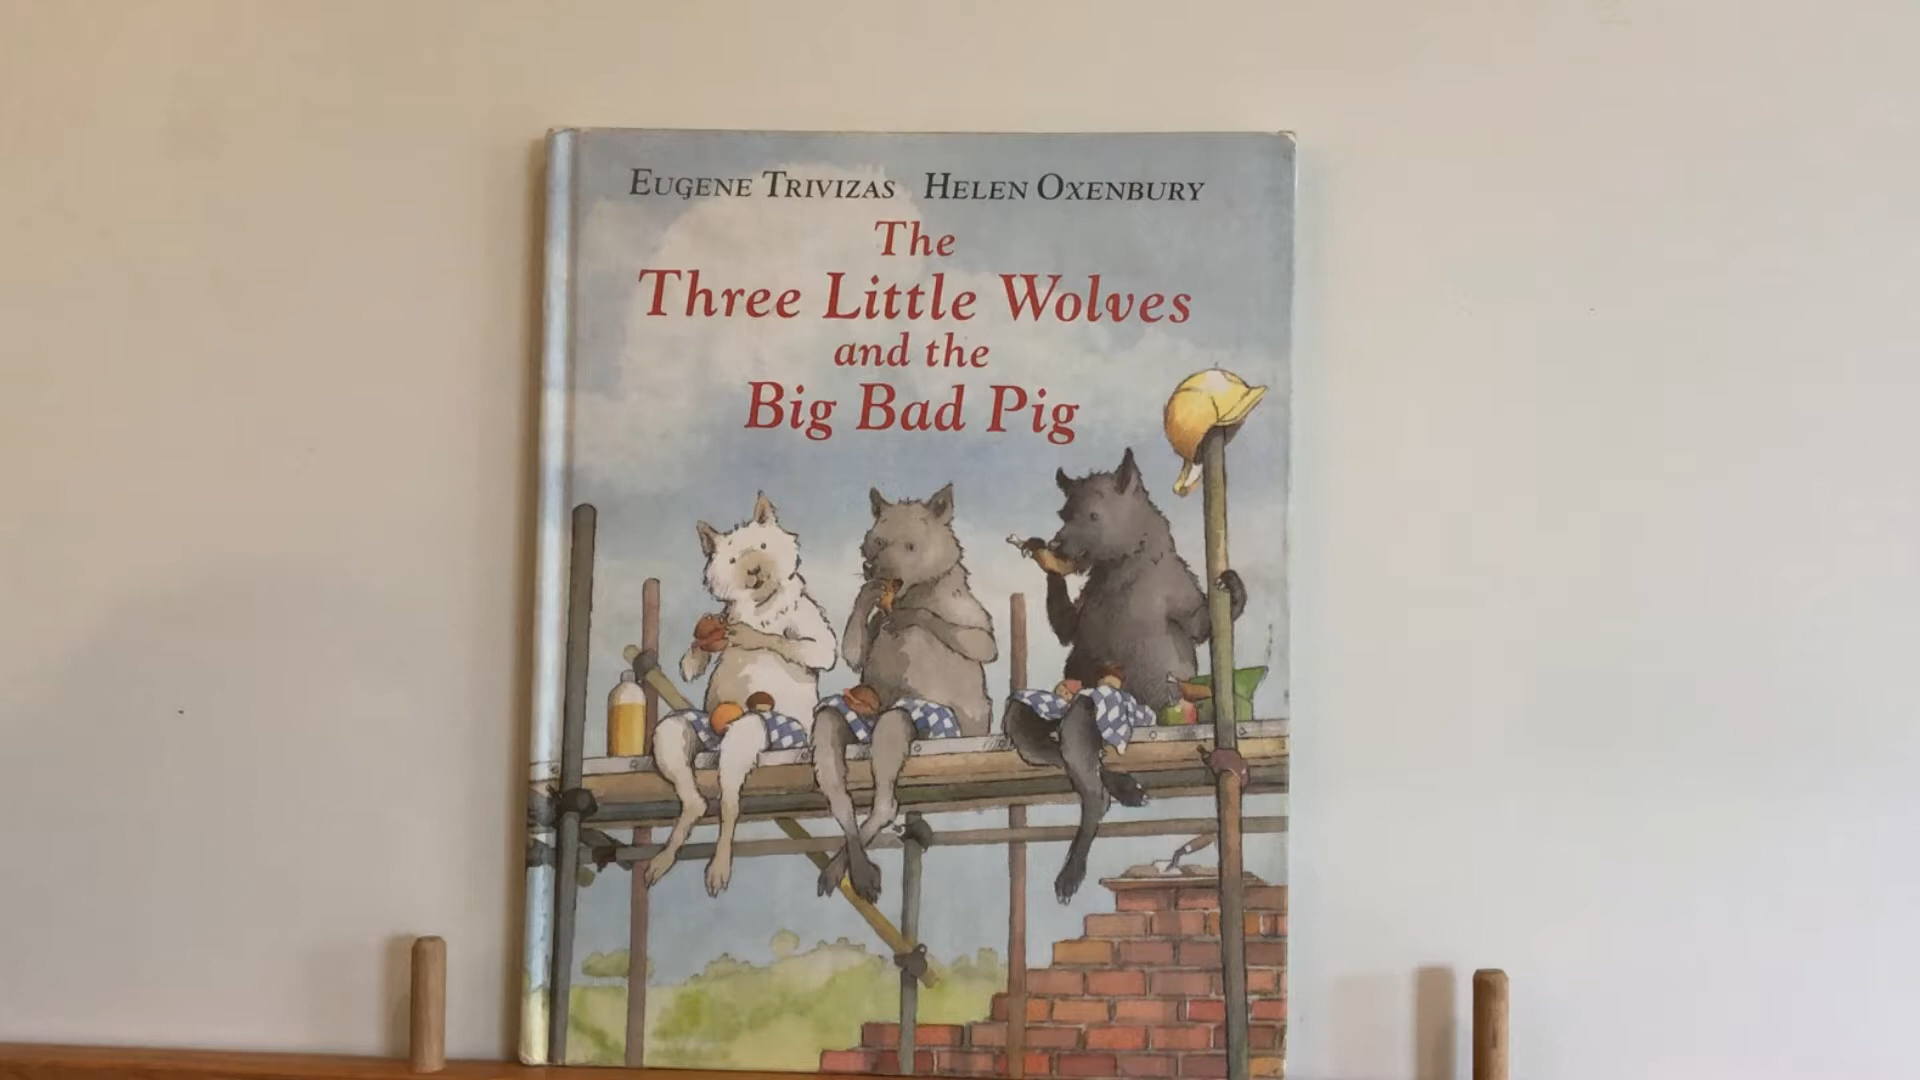 EUGENE TRIVIZAS HELEN OXENBURY
The
Three Little Wolves
and the
Big Bad Pig